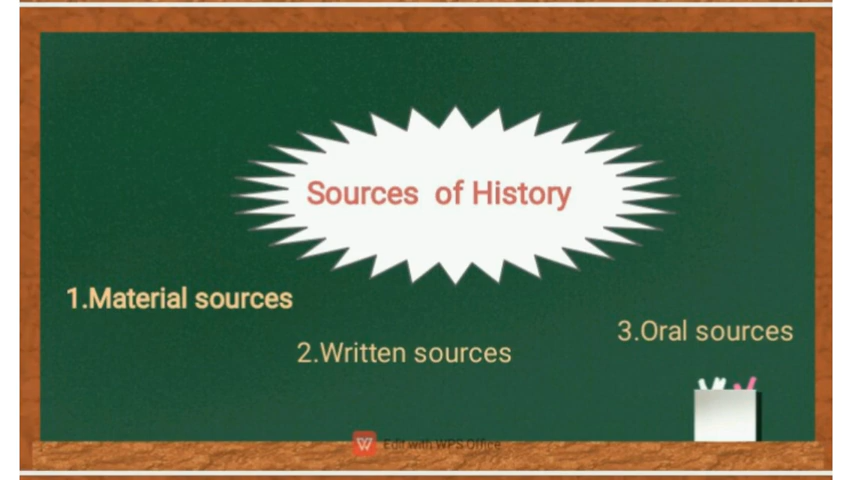 Sources of History
1.Material sources
2.Written sources
3.Oral sources
Edit with WPS Office